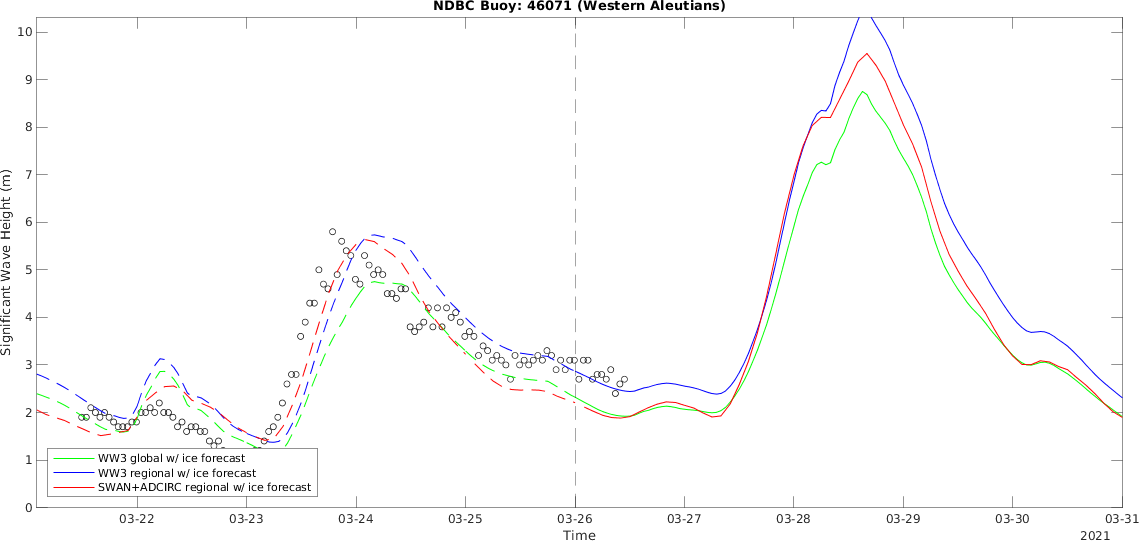 NDBC Buoy: 46071 (Western Aleutians)
10
9
8
7
6
5
4
3
2
1
0
Significant Wave Height (m)
WW3 global w/ ice forecast
WW3 regional w/ ice forecast
SWAN+ADCIRC regional w/ ice forecast
03-22 03-23 03-24 03-25 03-26 03-27 03-28 03-29 03-30 03-31
Time
2021